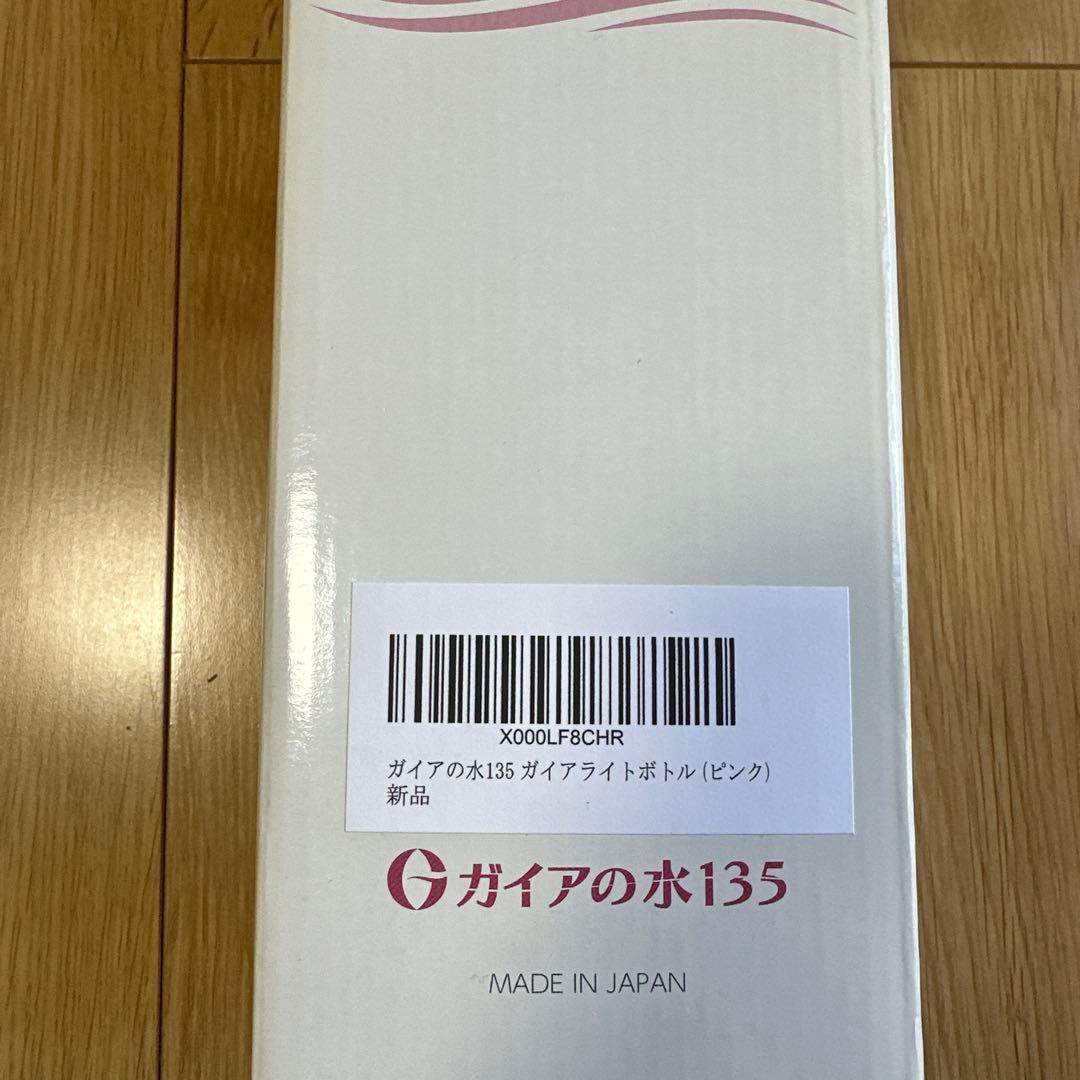 X000LF8CHR
ガイアの水135 ガイアライトボトル (ピンク)
新品
ガイアの水135
MADE IN JAPAN